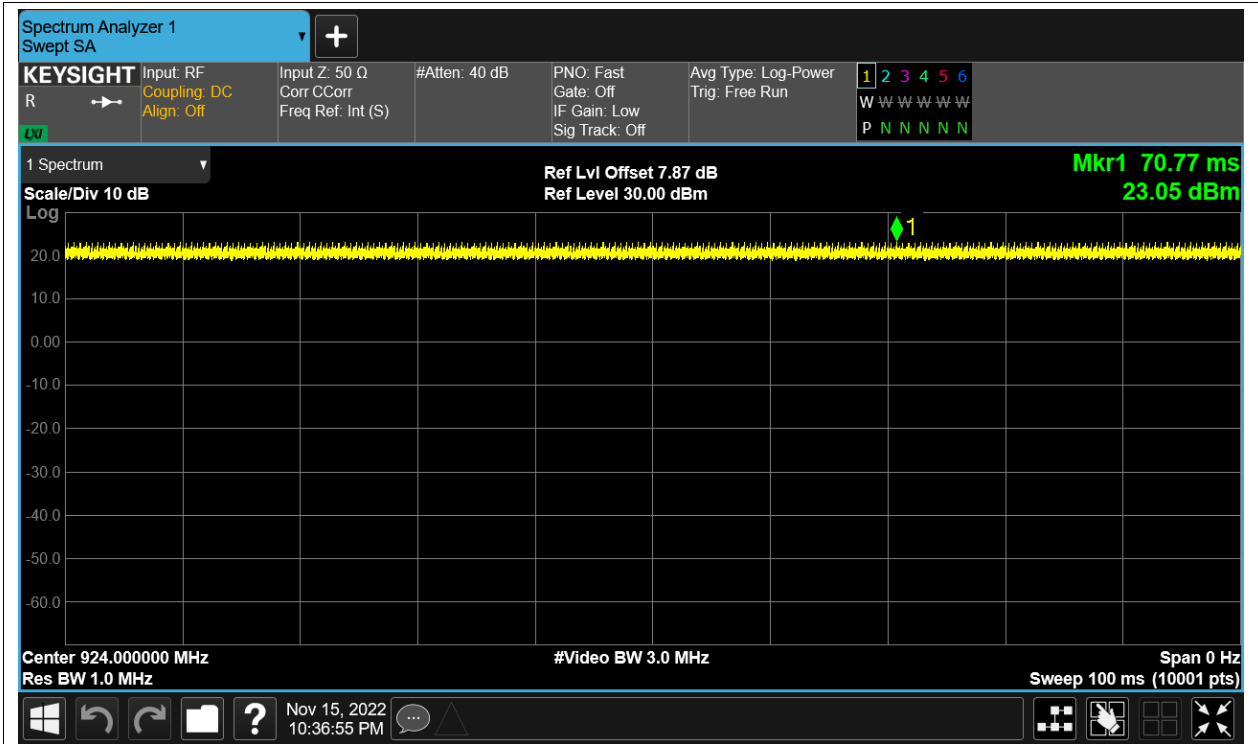 Spectrum Analyzer 1
Swept SA
KEYSIGHT
R
LXI
Input: RF
Coupling: DC
Align: Off
Input Z: 50 Ω
Corr CCorr
Freq Ref: Int (S)
#Atten: 40 dB
PNO: Fast
Gate: Off
IF Gain: Low
Sig Track: Off
Avg Type: Log-Power
Trig: Free Run
1 2 3 4 5 6
W W W W W W
P N N N N N
1 Spectrum
Scale/Div 10 dB
Ref Lvl Offset 7.87 dB
Ref Level 30.00 dBm
Mkr1 70.77 ms
23.05 dBm
Log
1
20.0
10.0
0.00
-10.0
-20.0
-30.0
-40.0
-50.0
-60.0
Center 924.000000 MHz
#Video BW 3.0 MHz
Span 0 Hz
Res BW 1.0 MHz
Sweep 100 ms (10001 pts)
?
Nov 15, 2022
10:36:55 PM